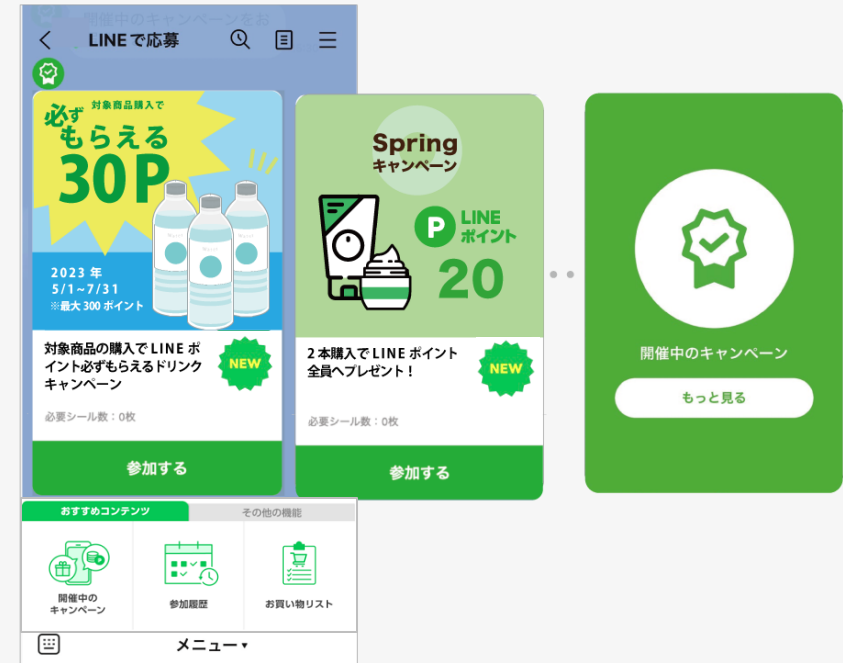 開催中のキャンペーンをお
LINEで応募
対象商品購入で
必ず
もらえる
30P
2023年
5/1~7/31
※最大300ポイント
対象商品の購入でLINEポ
イント必ずもらえるドリンク
キャンペーン
NEW
必要シール数：0枚
参加する
Spring
キャンペーン
P LINE
ポイント
20
2本購入でLINEポイント
全員へプレゼント！
NEW
必要シール数：0枚
参加する
開催中のキャンペーン
もっと見る
おすすめコンテンツ
その他の機能
開催中の
キャンペーン
参加履歴
お買い物リスト
メニュー▾